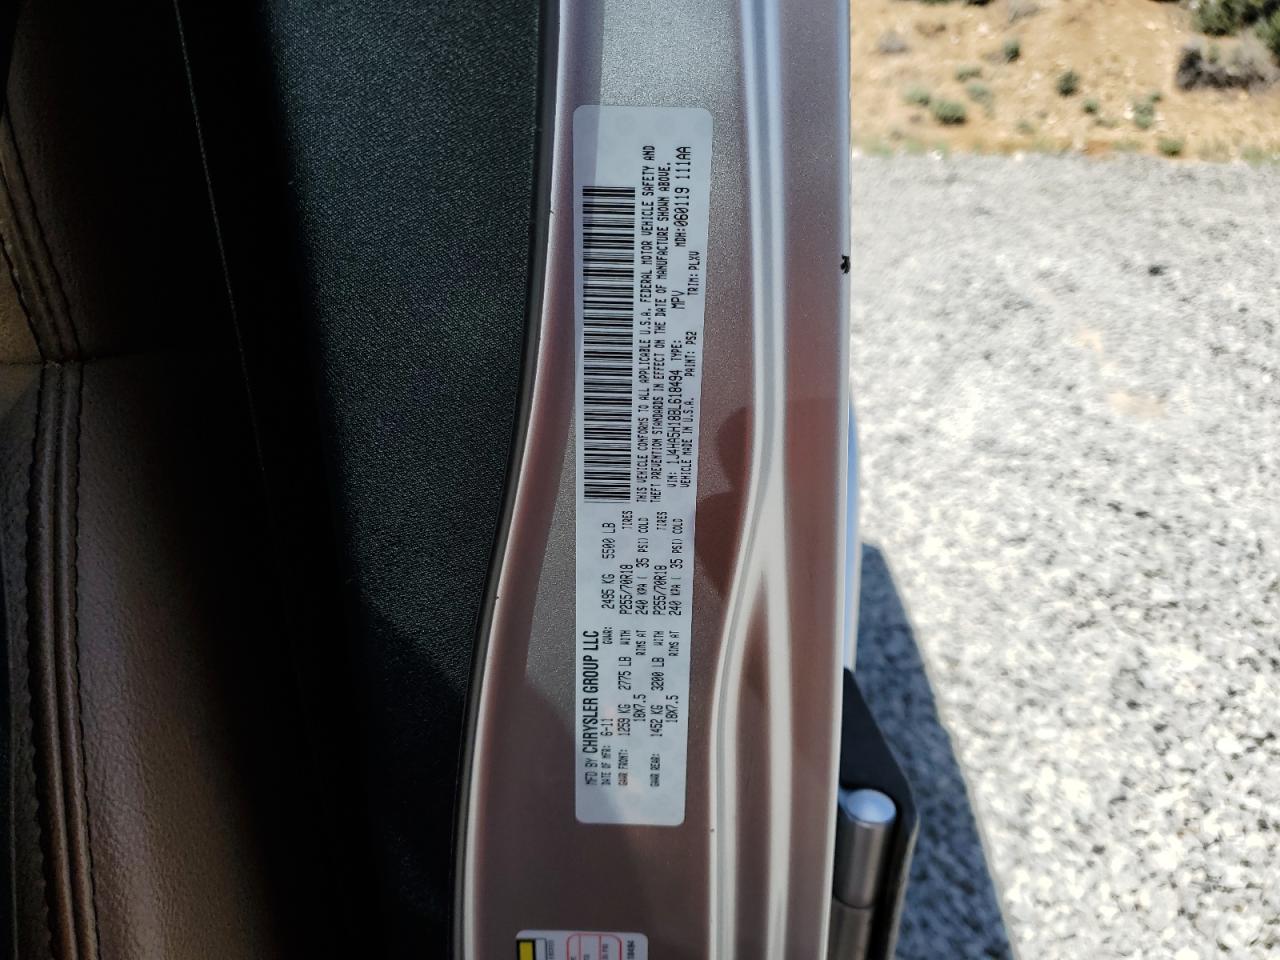 MFD BY CHRYSLER GROUP LLC
DATE OF MFR: 6-11 GVWR: 2495 KG 5500 LB
GAWR FRONT: 1259 KG 2775 LB WITH P255/70R18 TIRES
18X7.5 RIMS AT 240 KPA ( 35 PSI) COLD
GAWR REAR: 1452 KG 3200 LB WITH P255/70R18 TIRES
18X7.5 RIMS AT 240 KPA ( 35 PSI) COLD
THIS VEHICLE CONFORMS TO ALL APPLICABLE U.S.A. FEDERAL MOTOR VEHICLE SAFETY AND
THEFT PREVENTION STANDARDS IN EFFECT ON THE DATE OF MANUFACTURE SHOWN ABOVE.
VIN: 1J4HA5H18BL618494 TYPE: MPV MDH:060119 111AA
VEHICLE MADE IN U.S.A. PAINT: PS2 TRIM: PLXV